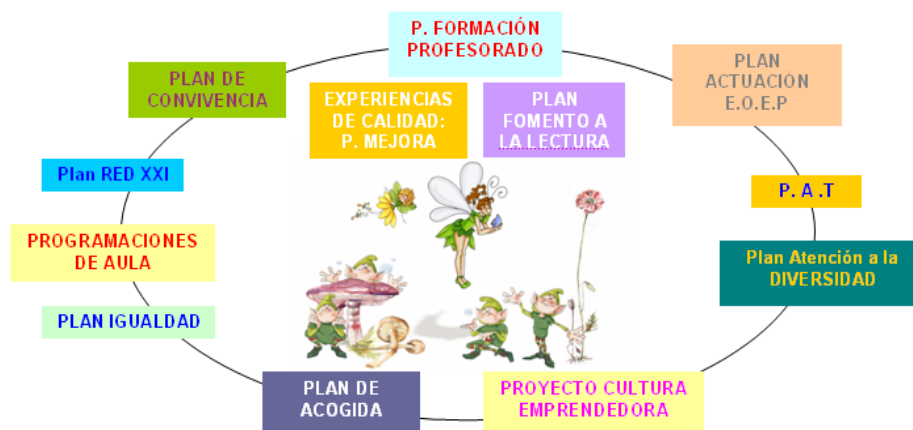 P. FORMACIÓN
PROFESORADO
PLAN DE
CONVIVENCIA
EXPERIENCIAS
DE CALIDAD:
P. MEJORA
PLAN
FOMENTO A
LA LECTURA
PLAN
ACTUACIÓN
E.O.E.P
Plan RED XXI
P. A .T
PROGRAMACIONES
DE AULA
Plan Atención a la
DIVERSIDAD
PLAN IGUALDAD
PLAN DE
ACOGIDA
PROYECTO CULTURA
EMPRENDEDORA